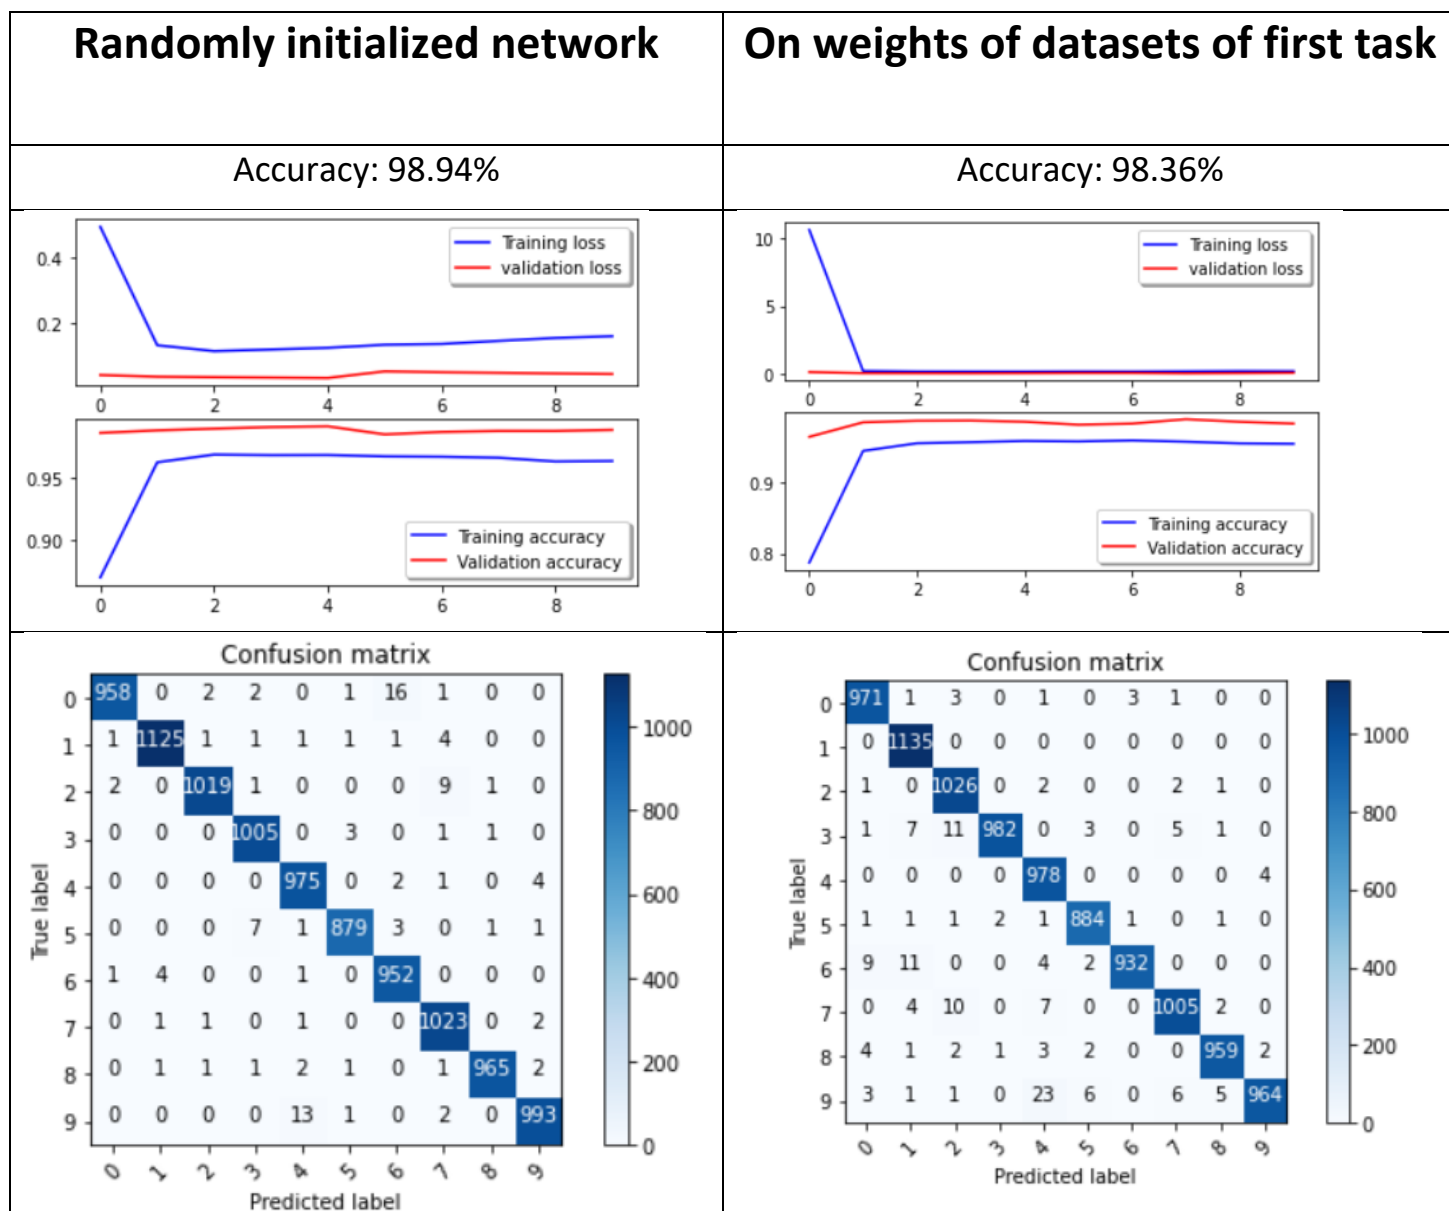 Randomly initialized network
On weights of datasets of first task
Accuracy: 98.94%
Accuracy: 98.36%
Training loss
validation loss
0.4
0.2
0 2 4 6 8
Training accuracy
Validation accuracy
0.95
0.90
0 2 4 6 8
Training loss
validation loss
10
5
0
0 2 4 6 8
Training accuracy
Validation accuracy
0.9
0.8
0 2 4 6 8
Confusion matrix
True label
0 958 0 2 2 0 1 16 1 0 0
1 1 1125 1 1 1 1 1 4 0 0
2 2 0 1019 1 0 0 0 9 1 0
3 0 0 0 1005 0 3 0 1 1 0
4 0 0 0 0 975 0 2 1 0 4
5 0 0 0 7 1 879 3 0 1 1
6 1 4 0 0 1 0 952 0 0 0
7 0 1 1 0 1 0 0 1023 0 2
8 0 1 1 1 2 1 0 1 965 2
9 0 0 0 0 13 1 0 2 0 993
0 1 2 3 4 5 6 7 8 9
Predicted label
1000
800
600
400
200
0
Confusion matrix
True label
0 971 1 3 0 1 0 3 1 0 0
1 0 1135 0 0 0 0 0 0 0 0
2 1 0 1026 0 2 0 0 2 1 0
3 1 7 11 982 0 3 0 5 1 0
4 0 0 0 0 978 0 0 0 0 4
5 1 1 1 2 1 884 1 0 1 0
6 9 11 0 0 4 2 932 0 0 0
7 0 4 10 0 7 0 0 1005 2 0
8 4 1 2 1 3 2 0 0 959 2
9 3 1 1 0 23 6 0 6 5 964
0 1 2 3 4 5 6 7 8 9
Predicted label
1000
800
600
400
200
0